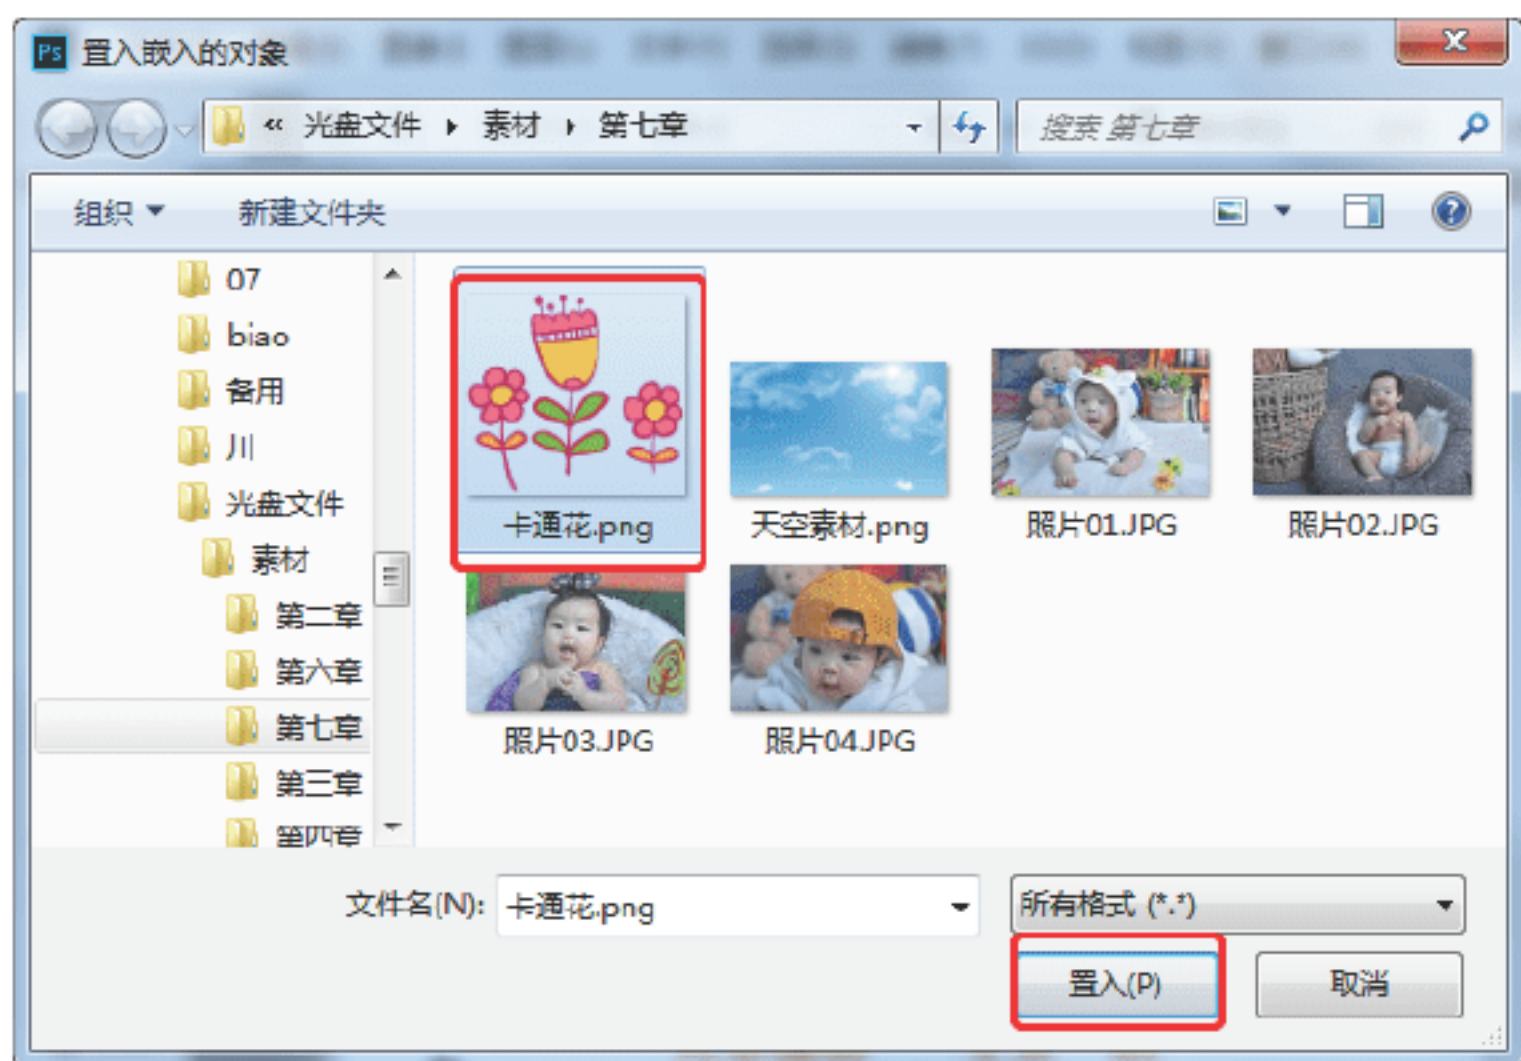 Ps 置入嵌入的对象
« 光盘文件 素材 第七章
搜索 第七章
组织 新建文件夹
07
biao
备用
川
光盘文件
素材
第二章
第六章
第七章
第三章
第四章
卡通花.png 天空素材.png 照片01.JPG 照片02.JPG
照片03.JPG 照片04.JPG
文件名(N): 卡通花.png 所有格式 (*.*)
置入(P) 取消